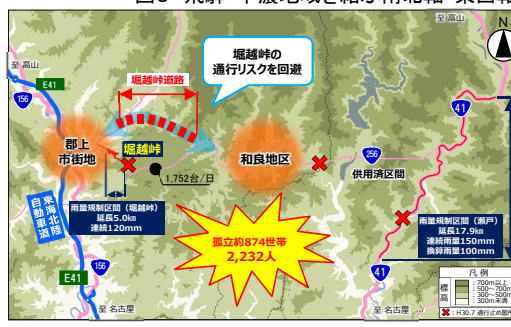 至 高山
E41
156
堀越峠道路
堀越峠の
通行リスクを回避
至 高山
N
41
郡上
市街地
堀越峠
1,752台/日
和良地区
256
供用済区間
雨量規制区間（堀越峠）
延長5.0km
連続120mm
東海北陸
自動車道
孤立約874世帯
2,232人
雨量規制区間（瀬戸）
延長17.9km
連続雨量150mm
換算雨量100mm
E41
156
至 名古屋
41
至 名古屋
凡 例
標高
：700m以上
：500～700m
：300～500m
：300m未満
：H30.7 通行止め箇所